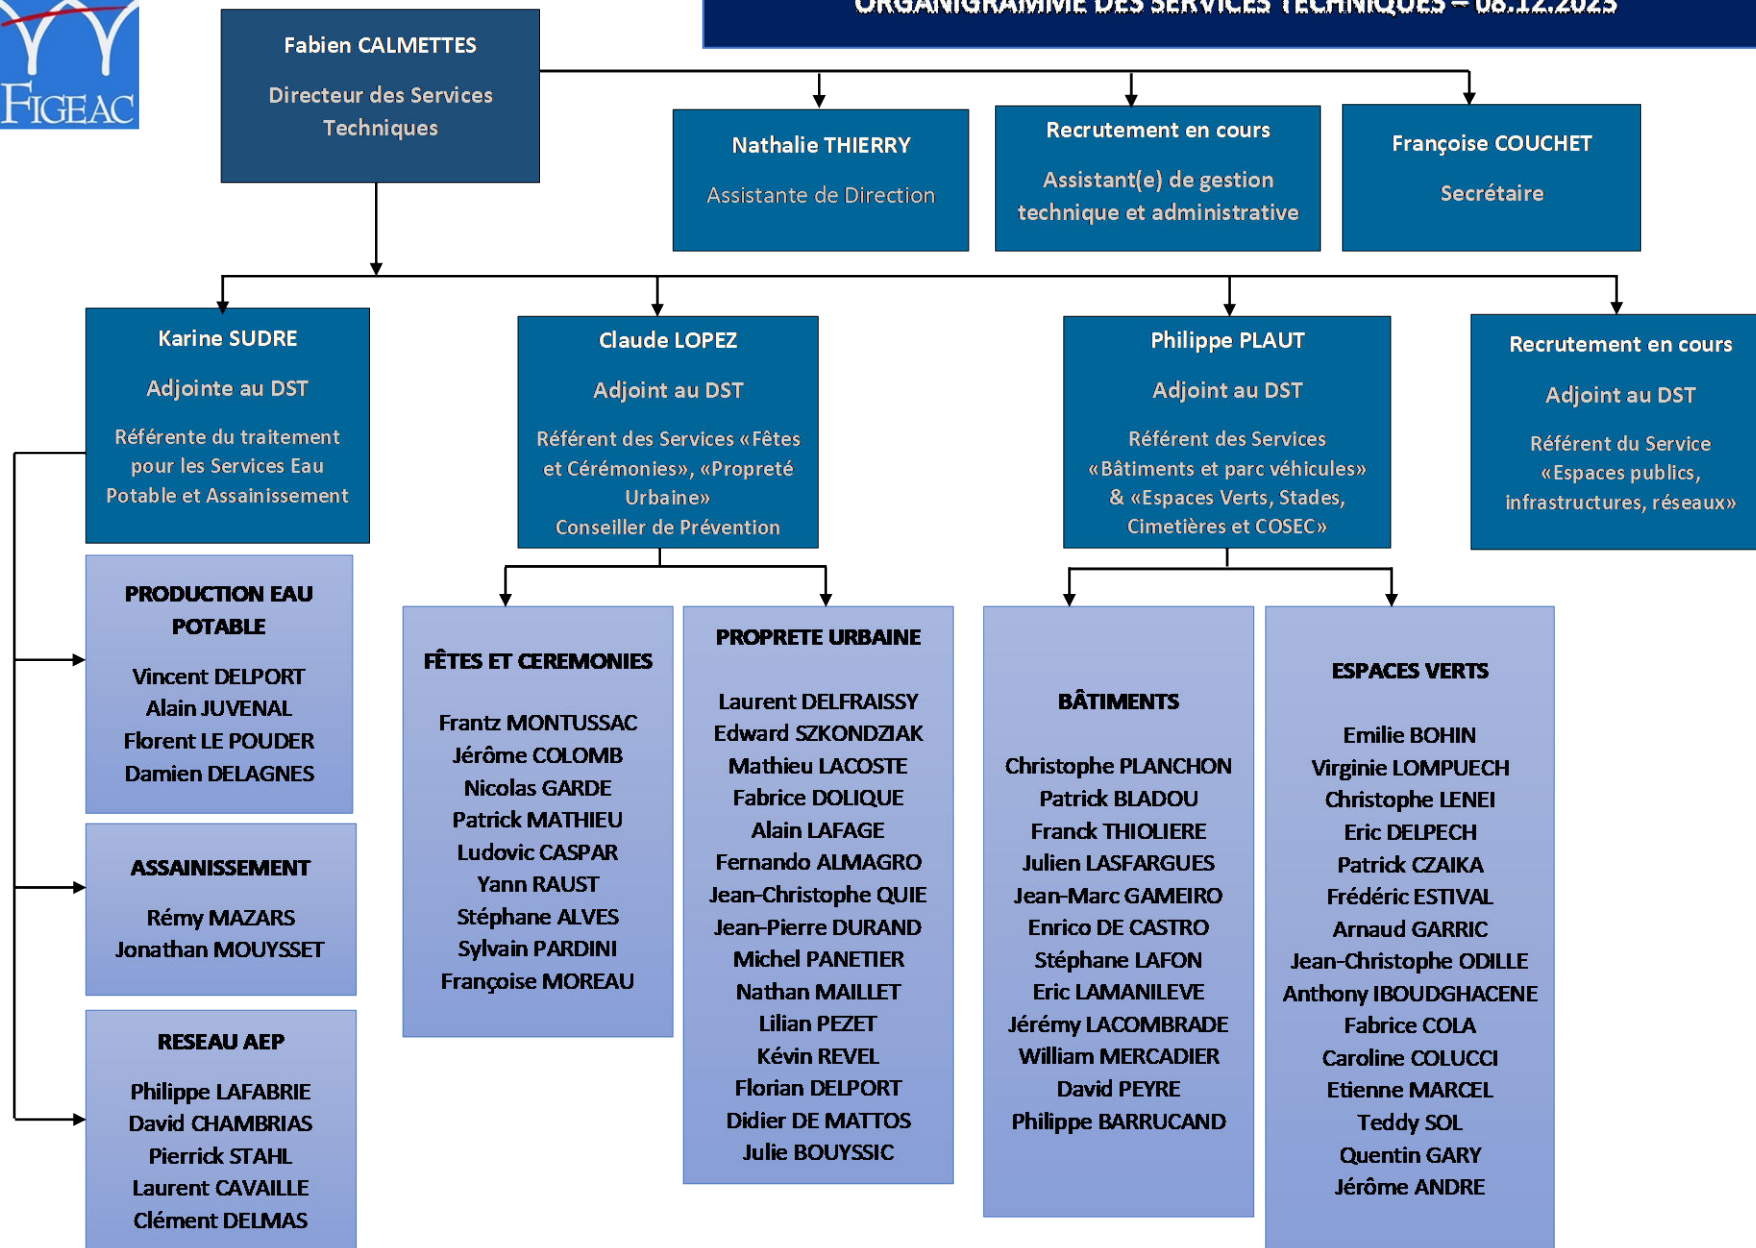 FIGEAC
ORGANIGRAMME DES SERVICES TECHNIQUES – 08.12.2023
Fabien CALMETTES
Directeur des Services
Techniques
Nathalie THIERRY
Assistante de Direction
Recrutement en cours
Assistant(e) de gestion
technique et administrative
Françoise COUCHET
Secrétaire
Karine SUDRE
Adjointe au DST
Référente du traitement
pour les Services Eau
Potable et Assainissement
Claude LOPEZ
Adjoint au DST
Référent des Services «Fêtes
et Cérémonies», «Propreté
Urbaine»
Conseiller de Prévention
Philippe PLAUT
Adjoint au DST
Référent des Services
«Bâtiments et parc véhicules»
& «Espaces Verts, Stades,
Cimetières et COSEC»
Recrutement en cours
Adjoint au DST
Référent du Service
«Espaces publics,
infrastructures, réseaux»
PRODUCTION EAU
POTABLE
Vincent DELPORT
Alain JUVENAL
Florent LE POUDER
Damien DELAGNES
ASSAINISSEMENT
Rémy MAZARS
Jonathan MOUYSSET
RESEAU AEP
Philippe LAFABRIE
David CHAMBRIAS
Pierrick STAHL
Laurent CAVAILLE
Clément DELMAS
FÊTES ET CEREMONIES
Frantz MONTUSSAC
Jérôme COLOMB
Nicolas GARDE
Patrick MATHIEU
Ludovic CASPAR
Yann RAUST
Stéphane ALVES
Sylvain PARDINI
Françoise MOREAU
PROPRETE URBAINE
Laurent DELFRAISSY
Edward SZKONDZIAK
Mathieu LACOSTE
Fabrice DOLIQUE
Alain LAFAGE
Fernando ALMAGRO
Jean-Christophe QUIE
Jean-Pierre DURAND
Michel PANETIER
Nathan MAILLET
Lilian PEZET
Kévin REVEL
Florian DELPORT
Didier DE MATTOS
Julie BOUYSSIC
BÂTIMENTS
Christophe PLANCHON
Patrick BLADOU
Franck THIOLIERE
Julien LASFARGUES
Jean-Marc GAMEIRO
Enrico DE CASTRO
Stéphane LAFON
Eric LAMANILEVE
Jérémy LACOMBRADE
William MERCADIER
David PEYRE
Philippe BARRUCAND
ESPACES VERTS
Emilie BOHIN
Virginie LOMPUECH
Christophe LENEI
Eric DELPECH
Patrick CZAIKA
Frédéric ESTIVAL
Arnaud GARRIC
Jean-Christophe ODILLE
Anthony IBOUDGHACENE
Fabrice COLA
Caroline COLUCCI
Etienne MARCEL
Teddy SOL
Quentin GARY
Jérôme ANDRE